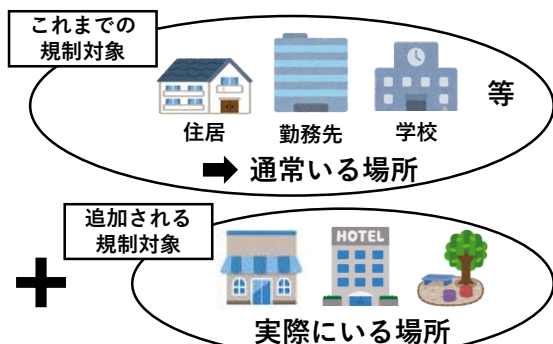 これまでの
規制対象
住居
勤務先
学校
等
➡ 通常いる場所
追加される
規制対象
+
HOTEL
実際にいる場所